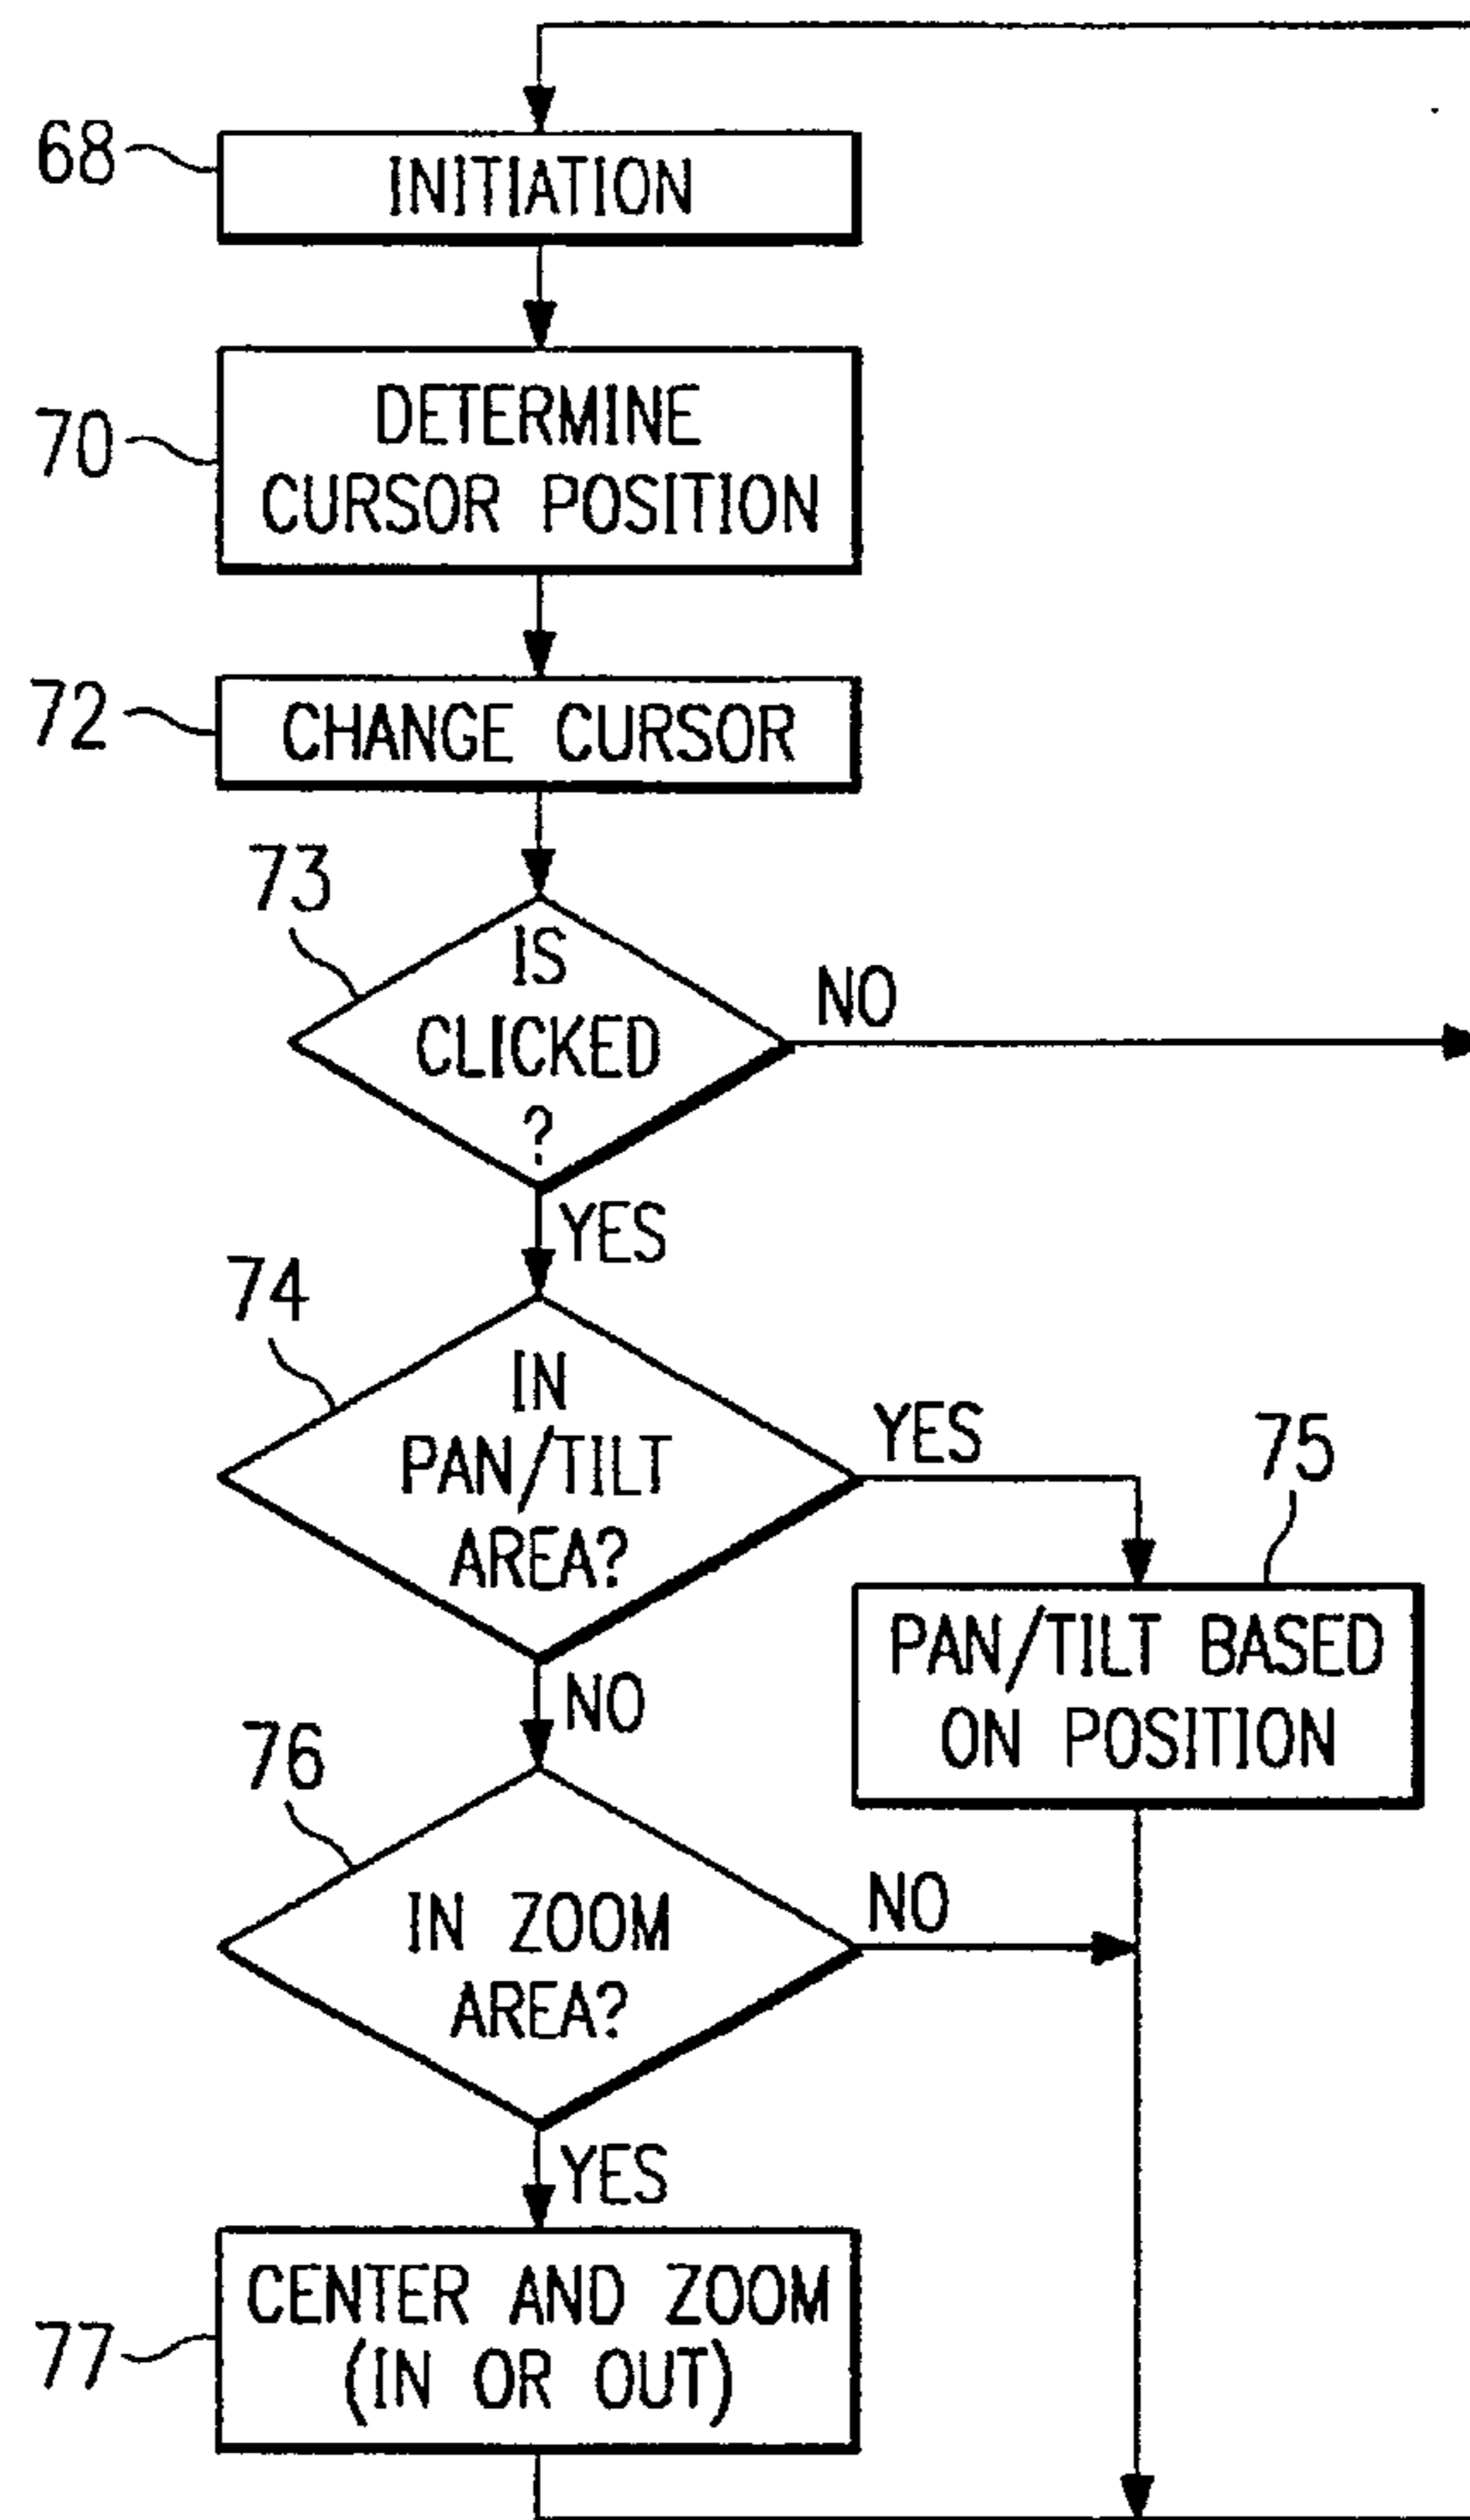 68
INITIATION
70
DETERMINE
CURSOR POSITION
72
CHANGE CURSOR
73
IS
CLICKED
?
NO
YES
74
IN
PAN/TILT
AREA?
YES
75
PAN/TILT BASED
ON POSITION
NO
76
IN ZOOM
AREA?
NO
YES
77
CENTER AND ZOOM
(IN OR OUT)